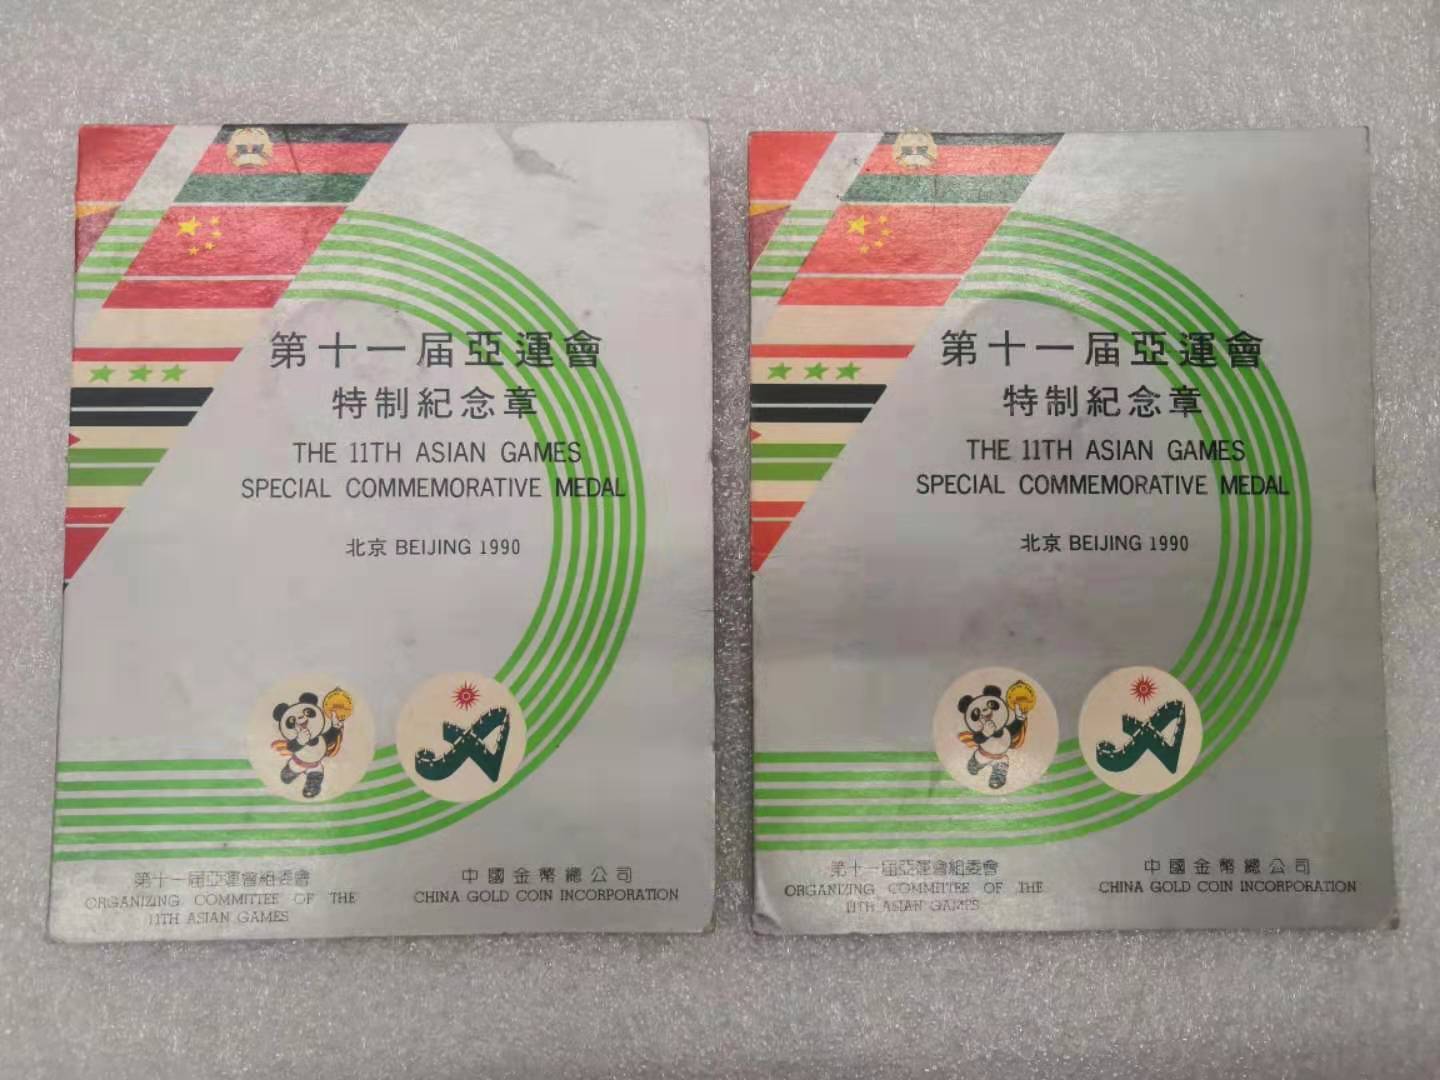 第十一届亞運會
特制紀念章
THE 11TH ASIAN GAMES
SPECIAL COMMEMORATIVE MEDAL
北京 BEIJING 1990
第十一届亞運會組委會
ORGANIZING COMMITTEE OF THE
11TH ASIAN GAMES
中國金幣總公司
CHINA GOLD COIN INCORPORATION
第十一届亞運會
特制紀念章
THE 11TH ASIAN GAMES
SPECIAL COMMEMORATIVE MEDAL
北京 BEIJING 1990
第十一届亞運會組委會
ORGANIZING COMMITTEE OF THE
11TH ASIAN GAMES
中國金幣總公司
CHINA GOLD COIN INCORPORATION